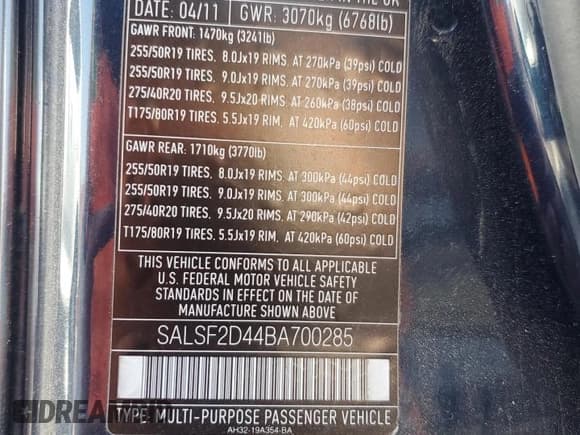 IN THE UK
DATE: 04/11 GWR: 3070kg (6768lb)
GAWR FRONT: 1470kg (3241lb)
255/50R19 TIRES. 8.0Jx19 RIMS. AT 270kPa (39psi) COLD
255/50R19 TIRES. 9.0Jx19 RIMS. AT 270kPa (39psi) COLD
275/40R20 TIRES. 9.5Jx20 RIMS. AT 260kPa (38psi) COLD
T175/80R19 TIRES. 5.5Jx19 RIM. AT 420kPa (60psi) COLD
GAWR REAR: 1710kg (3770lb)
255/50R19 TIRES. 8.0Jx19 RIMS. AT 300kPa (44psi) COLD
255/50R19 TIRES. 9.0Jx19 RIMS. AT 300kPa (44psi) COLD
275/40R20 TIRES. 9.5Jx20 RIMS. AT 290kPa (42psi) COLD
T175/80R19 TIRES. 5.5Jx19 RIM. AT 420kPa (60psi) COLD
THIS VEHICLE CONFORMS TO ALL APPLICABLE
U.S. FEDERAL MOTOR VEHICLE SAFETY
STANDARDS IN EFFECT ON THE DATE OF
MANUFACTURE SHOWN ABOVE
SALSF2D44BA700285
TYPE: MULTI-PURPOSE PASSENGER VEHICLE
AH32-19A354-BA